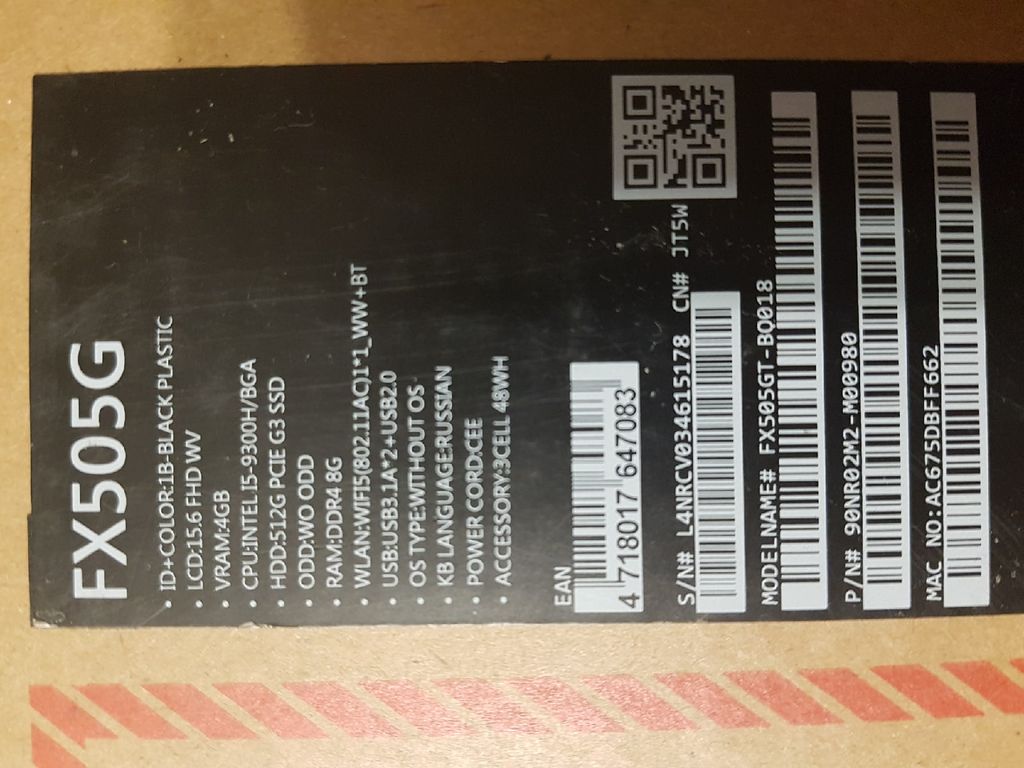 FX505G
• ID+COLOR:1B-BLACK PLASTIC
• LCD:15.6 FHD WV
• VRAM:4GB
• CPU:INTEL I5-9300H/BGA
• HDD:512G PCIE G3 SSD
• ODD:WO ODD
• RAM:DDR4 8G
• WLAN:WIFI5(802.11AC)1*1_WW+BT
• USB:USB3.1A*2+USB2.0
• OS TYPE:WITHOUT OS
• KB LANGUAGE:RUSSIAN
• POWER CORD:CEE
• ACCESSORY:3CELL 48WH
EAN
4 718017 647083
S/N# L4NRCV034615178 CN# JT5W
MODELNAME# FX505GT-BQ018
P/N# 90NR02M2-M00980
MAC NO:AC675DBFF662